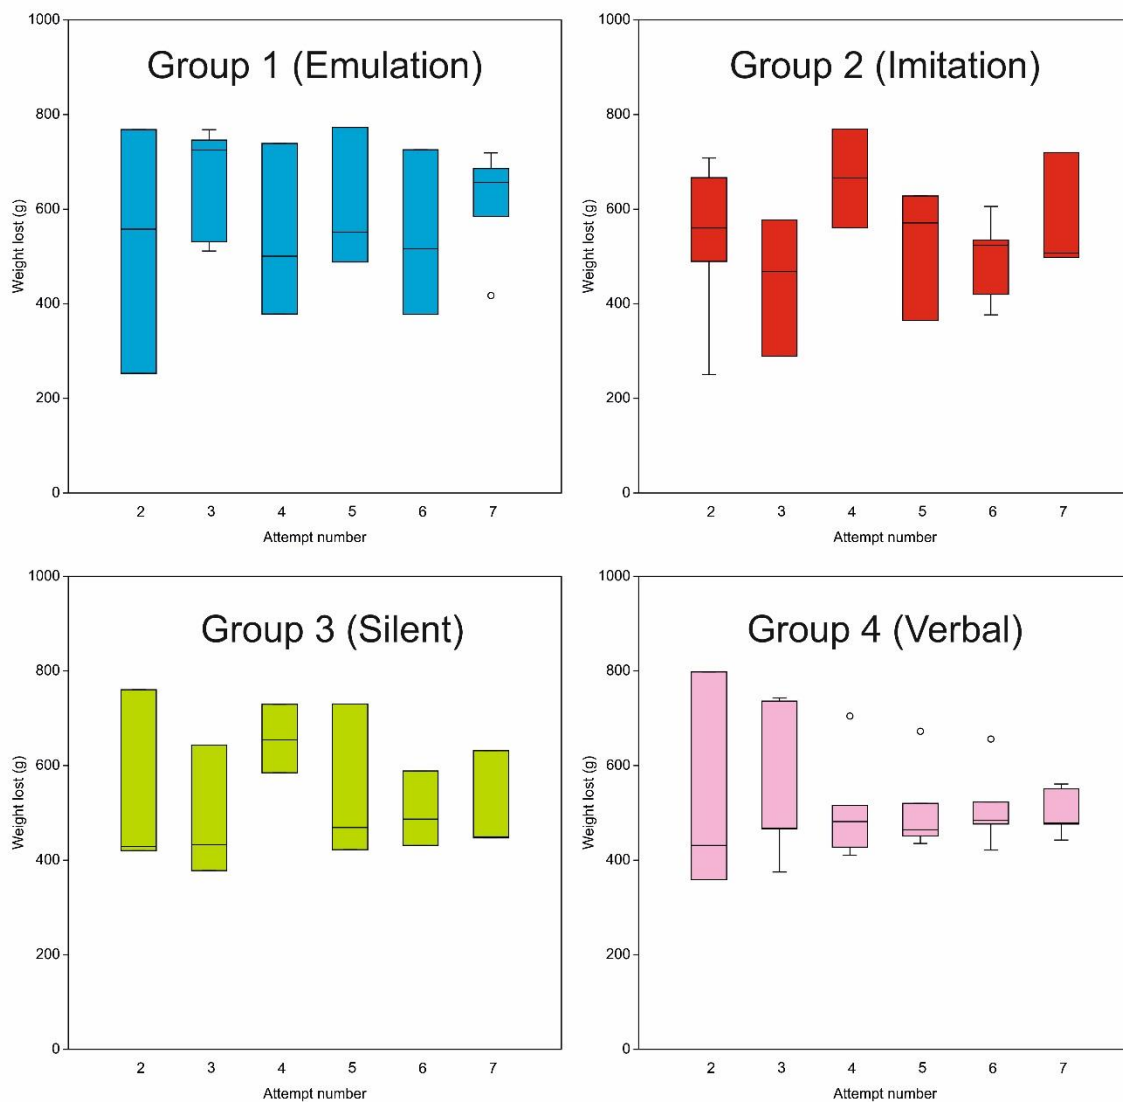 Group 1 (Emulation)
1000
800
600
400
200
0
Weight lost (g)
2 3 4 5 6 7
Attempt number
Group 2 (Imitation)
1000
800
600
400
200
0
Weight lost (g)
2 3 4 5 6 7
Attempt number
Group 3 (Silent)
1000
800
600
400
200
0
Weight lost (g)
2 3 4 5 6 7
Attempt number
Group 4 (Verbal)
1000
800
600
400
200
0
Weight lost (g)
2 3 4 5 6 7
Attempt number